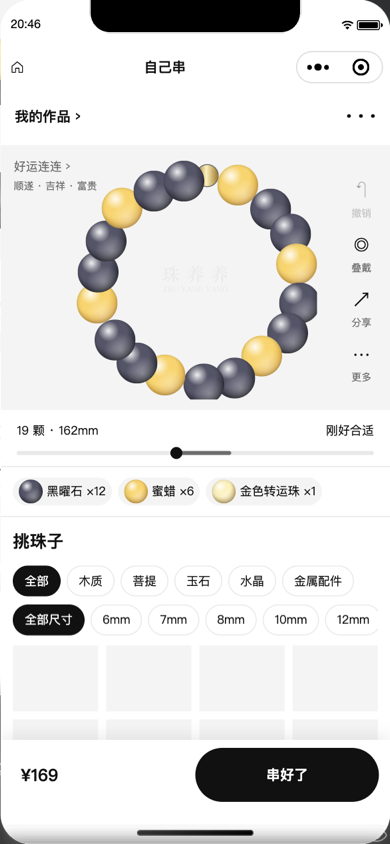 20:46
自己串
我的作品 >
好运连连 >
顺遂 · 吉祥 · 富贵
撤销
叠戴
分享
更多
珠养养
19 颗 · 162mm
刚好合适
黑曜石 ×12
蜜蜡 ×6
金色转运珠 ×1
挑珠子
全部
木质
菩提
玉石
水晶
金属配件
全部尺寸
6mm
7mm
8mm
10mm
12mm
¥169
串好了